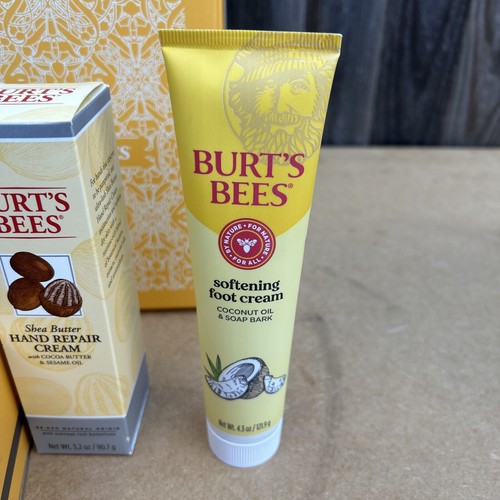 BURT'S
BEES
URT'S
BEES®
Shea Butter
HAND REPAIR
CREAM
with COCOA BUTTER
& SESAME OIL
Net Wt. 3.2 oz / 90.7 g
BURT'S
BEES®
BY NATURE • FOR NATURE • FOR ALL •
softening
foot cream
COCONUT OIL
& SOAP BARK
Net Wt. 4.3 oz / 121.9 g